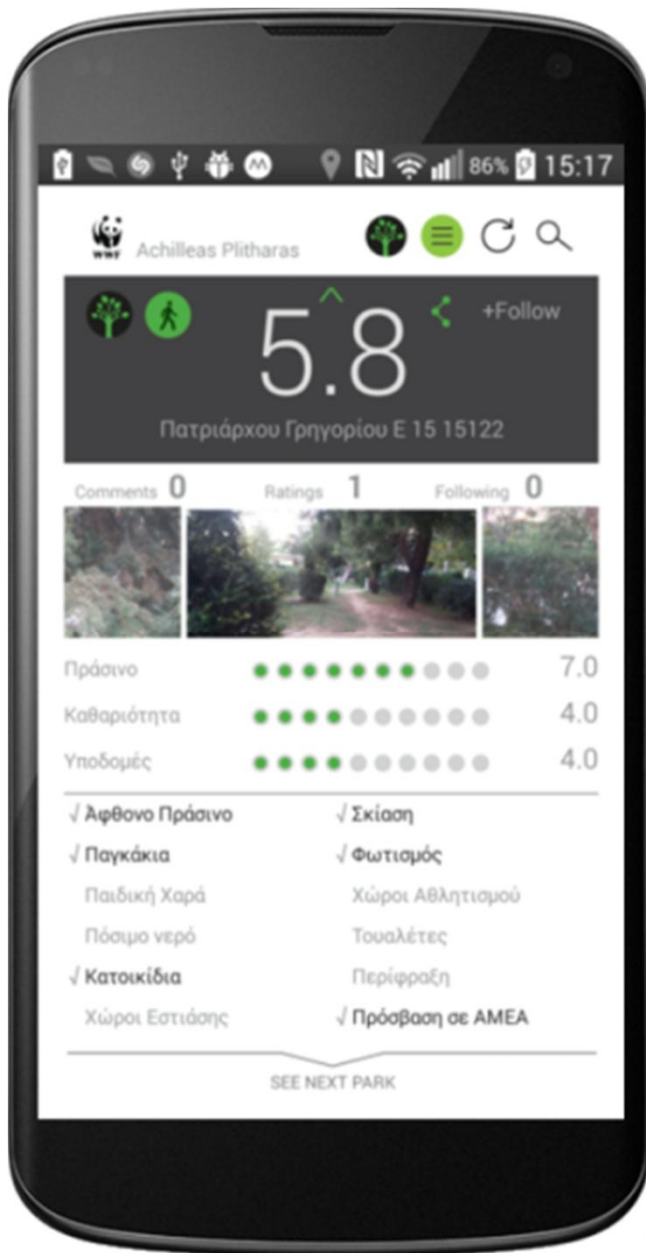 86% 15:17
WWF Achilleas Plitharas
5.8 +Follow
Πατριάρχου Γρηγορίου Ε 15 15122
Comments 0 Ratings 1 Following 0
Πράσινο 7.0
Καθαριότητα 4.0
Υποδομές 4.0
√ Άφθονο Πράσινο √ Σκίαση
√ Παγκάκια √ Φωτισμός
Παιδική Χαρά Χώροι Αθλητισμού
Πόσιμο νερό Τουαλέτες
√ Κατοικίδια Περίφραξη
Χώροι Εστιάσης √ Πρόσβαση σε ΑΜΕΑ
SEE NEXT PARK